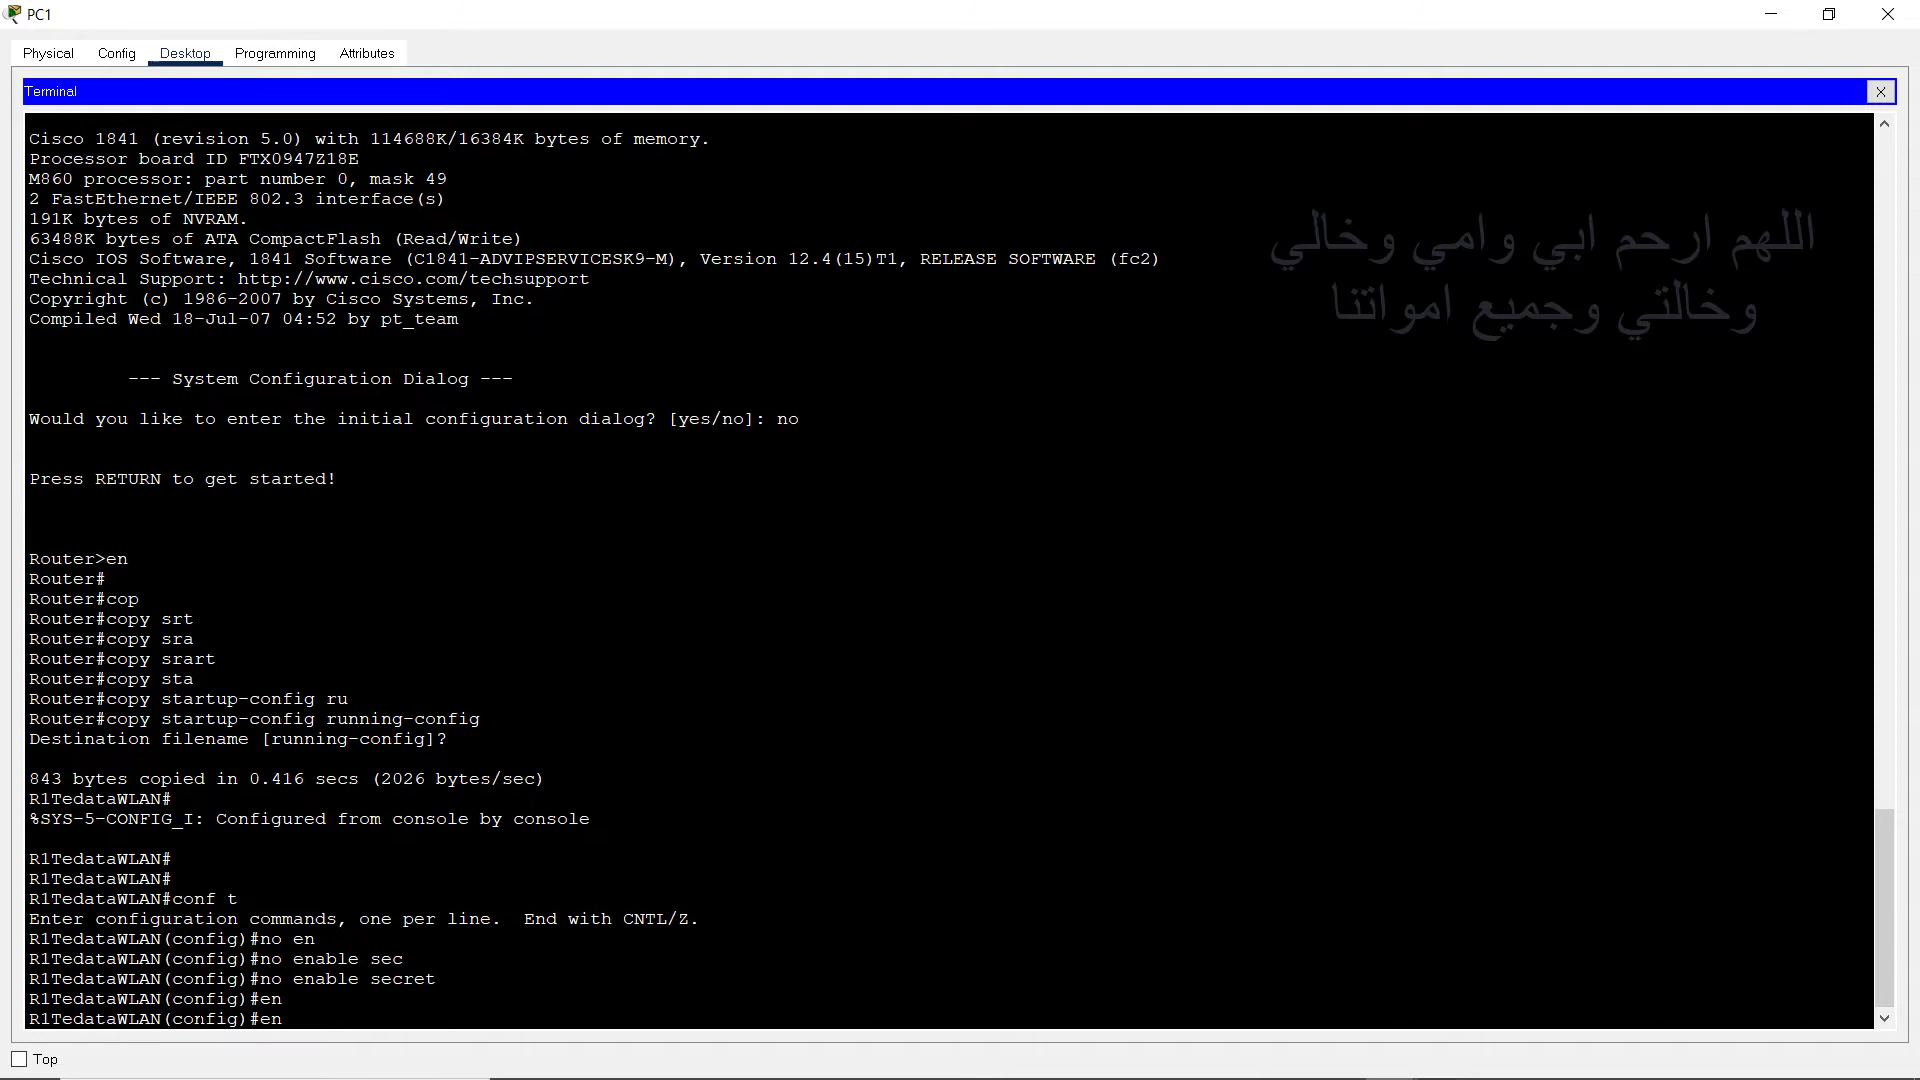 PC1
Physical Config Desktop Programming Attributes
Terminal
X
Cisco 1841 (revision 5.0) with 114688K/16384K bytes of memory.
Processor board ID FTX0947Z18E
M860 processor: part number 0, mask 49
2 FastEthernet/IEEE 802.3 interface(s)
191K bytes of NVRAM.
63488K bytes of ATA CompactFlash (Read/Write)
Cisco IOS Software, 1841 Software (C1841-ADVIPSERVICESK9-M), Version 12.4(15)T1, RELEASE SOFTWARE (fc2)
Technical Support: http://www.cisco.com/techsupport
Copyright (c) 1986-2007 by Cisco Systems, Inc.
Compiled Wed 18-Jul-07 04:52 by pt_team
اللهم ارحم ابي وامي وخالي
وخالتي وجميع امواتنا
--- System Configuration Dialog ---
Would you like to enter the initial configuration dialog? [yes/no]: no
Press RETURN to get started!
Router>en
Router#
Router#cop
Router#copy srt
Router#copy sra
Router#copy srart
Router#copy sta
Router#copy startup-config ru
Router#copy startup-config running-config
Destination filename [running-config]?
843 bytes copied in 0.416 secs (2026 bytes/sec)
R1TedataWLAN#
%SYS-5-CONFIG_I: Configured from console by console
R1TedataWLAN#
R1TedataWLAN#
R1TedataWLAN#conf t
Enter configuration commands, one per line.  End with CNTL/Z.
R1TedataWLAN(config)#no en
R1TedataWLAN(config)#no enable sec
R1TedataWLAN(config)#no enable secret
R1TedataWLAN(config)#en
R1TedataWLAN(config)#en
Top